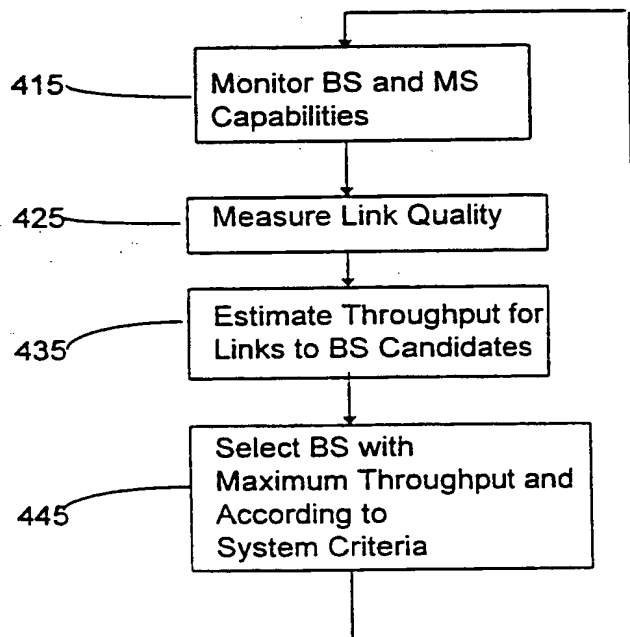 415
Monitor BS and MS
Capabilities
425
Measure Link Quality
435
Estimate Throughput for
Links to BS Candidates
445
Select BS with
Maximum Throughput and
According to
System Criteria